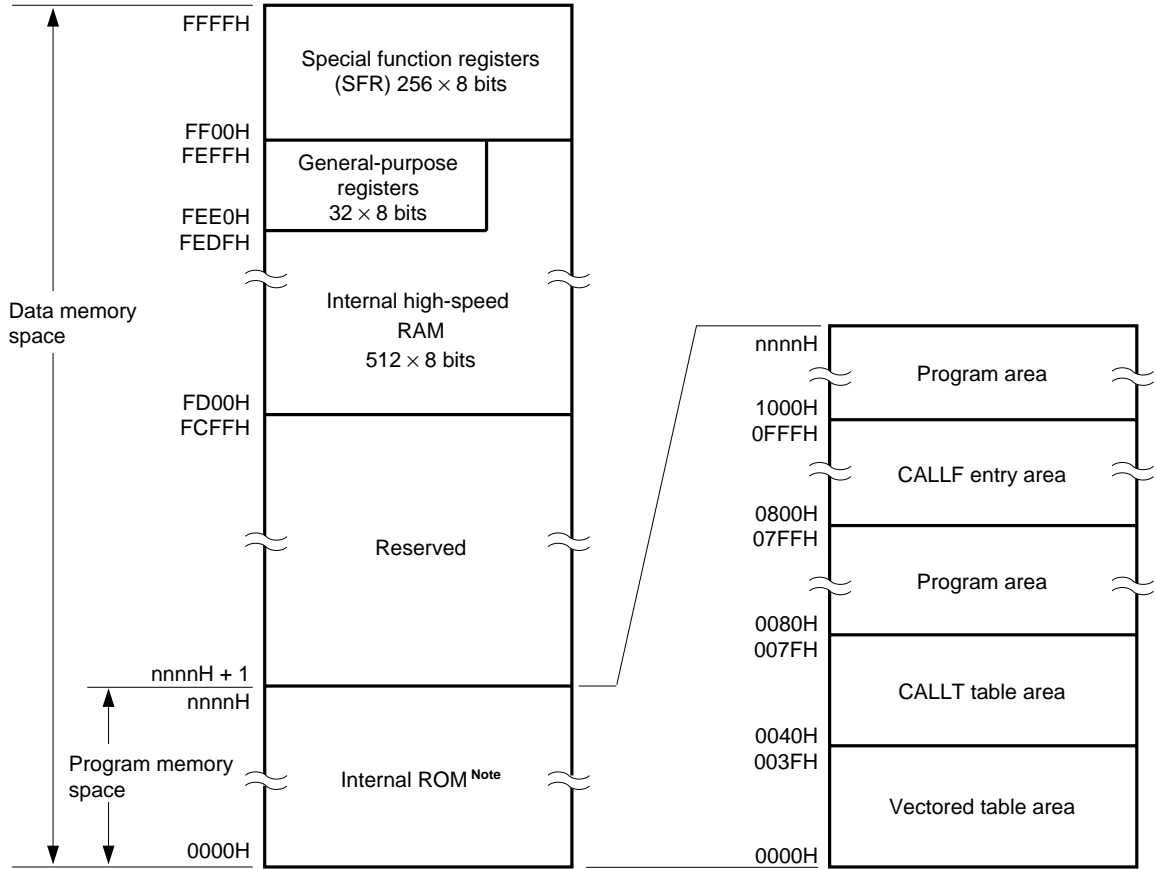 FFFFH
Special function registers
(SFR) 256 × 8 bits
FF00H
FEFFH
General-purpose
registers
32 × 8 bits
FEE0H
FEDFH
Data memory
space
Internal high-speed
RAM
512 × 8 bits
FD00H
FCFFH
Reserved
nnnnH + 1
nnnnH
Program memory
space
Internal ROM Note
0000H
nnnnH
Program area
1000H
0FFFH
CALLF entry area
0800H
07FFH
Program area
0080H
007FH
CALLT table area
0040H
003FH
Vectored table area
0000H